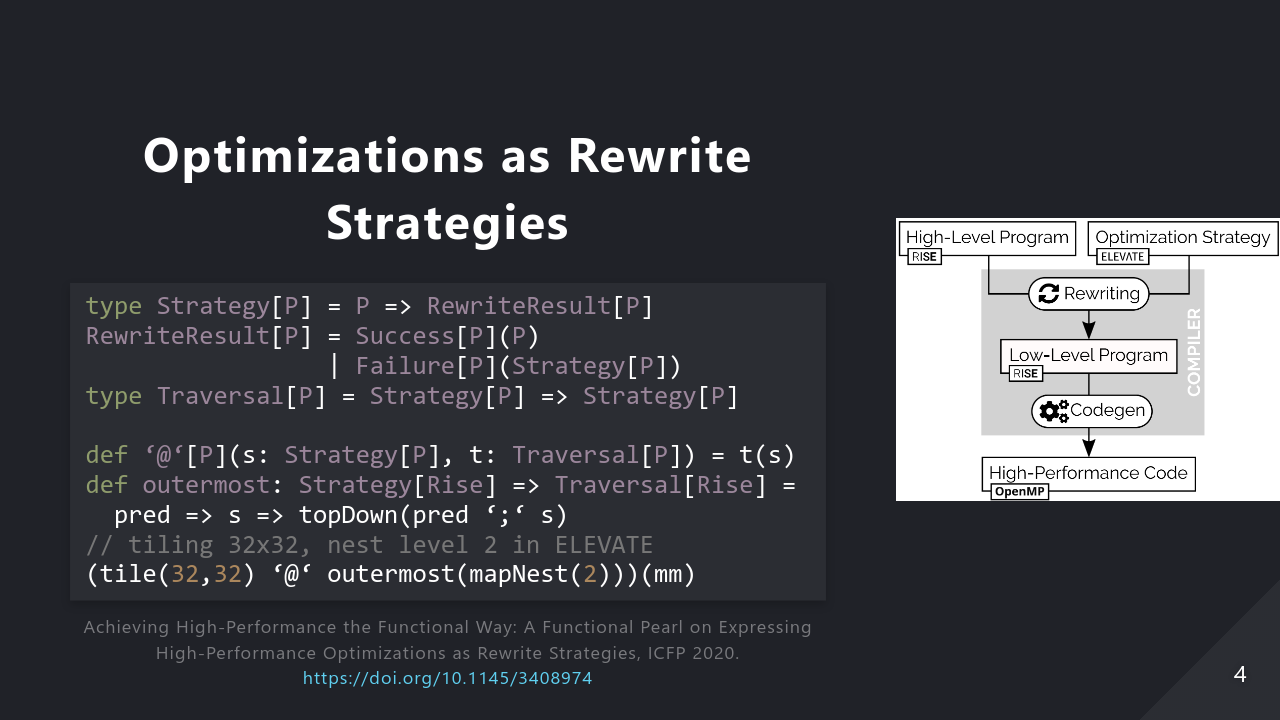 Optimizations as Rewrite
Strategies
type Strategy[P] = P => RewriteResult[P]
RewriteResult[P] = Success[P](P)
| Failure[P](Strategy[P])
type Traversal[P] = Strategy[P] => Strategy[P]
def ‘@‘[P](s: Strategy[P], t: Traversal[P]) = t(s)
def outermost: Strategy[Rise] => Traversal[Rise] =
pred => s => topDown(pred ‘;‘ s)
// tiling 32x32, nest level 2 in ELEVATE
(tile(32,32) ‘@‘ outermost(mapNest(2)))(mm)
Achieving High-Performance the Functional Way: A Functional Pearl on Expressing
High-Performance Optimizations as Rewrite Strategies, ICFP 2020.
https://doi.org/10.1145/3408974
High-Level Program
RISE
Optimization Strategy
ELEVATE
Rewriting
Low-Level Program
RISE
COMPILER
Codegen
High-Performance Code
OpenMP
4